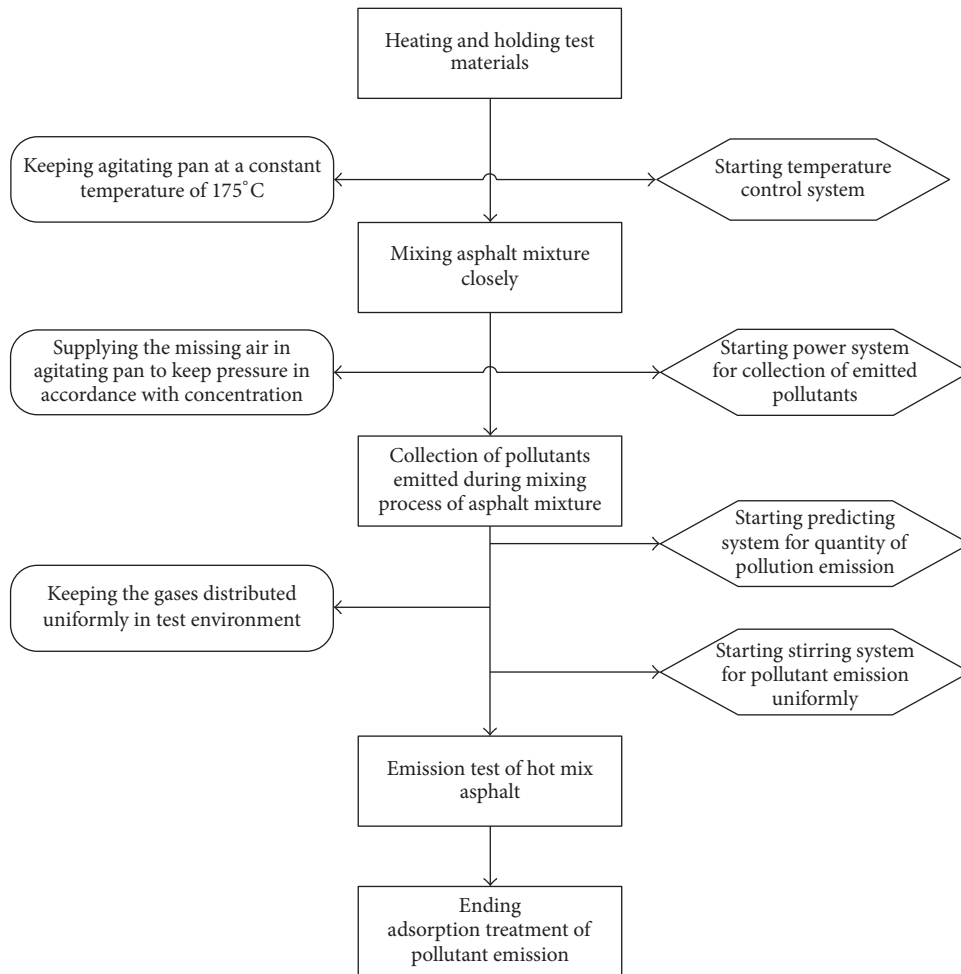 Heating and holding test
materials
Keeping agitating pan at a constant
temperature of 175°C
Starting temperature
control system
Mixing asphalt mixture
closely
Supplying the missing air in
agitating pan to keep pressure in
accordance with concentration
Starting power system
for collection of emitted
pollutants
Collection of pollutants
emitted during mixing
process of asphalt mixture
Starting predicting
system for quantity of
pollution emission
Keeping the gases distributed
uniformly in test environment
Starting stirring system
for pollutant emission
uniformly
Emission test of hot mix
asphalt
Ending
adsorption treatment of
pollutant emission